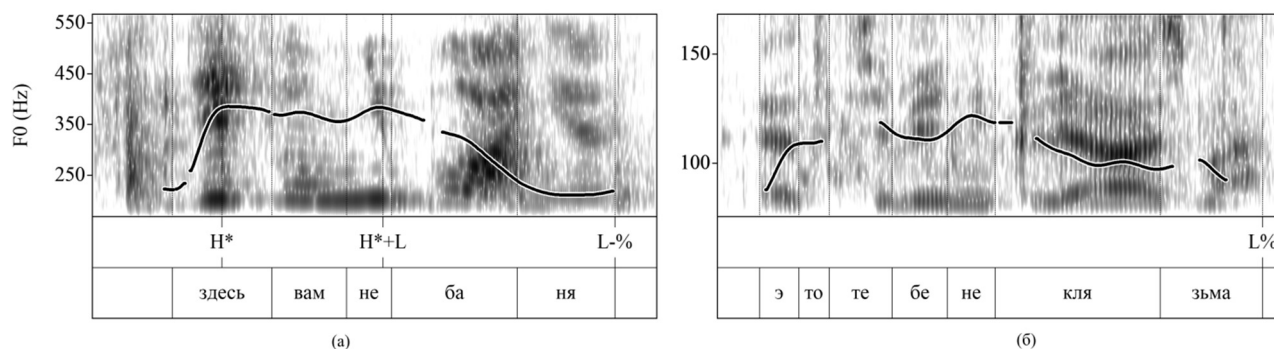 F0 (Hz)
550
450
350
250
H* H*+L L-%
здесь вам не ба ня
(а)
150
100
L%
э то те бе не кля зьма
(б)